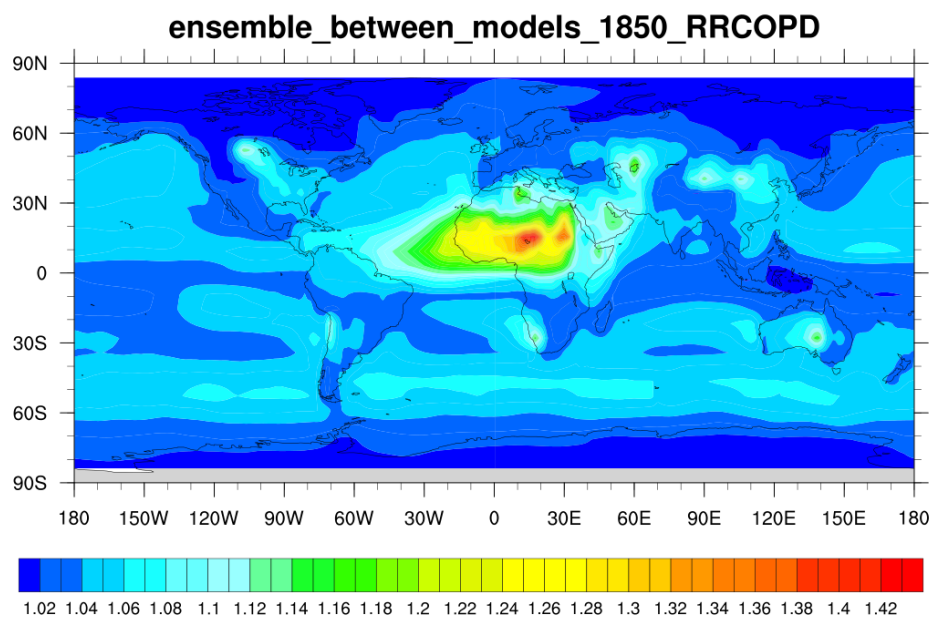 ensemble_between_models_1850_RRCOPD
90N
60N
30N
0
30S
60S
90S
180 150W 120W 90W 60W 30W 0 30E 60E 90E 120E 150E 180
1.02 1.04 1.06 1.08 1.1 1.12 1.14 1.16 1.18 1.2 1.22 1.24 1.26 1.28 1.3 1.32 1.34 1.36 1.38 1.4 1.42